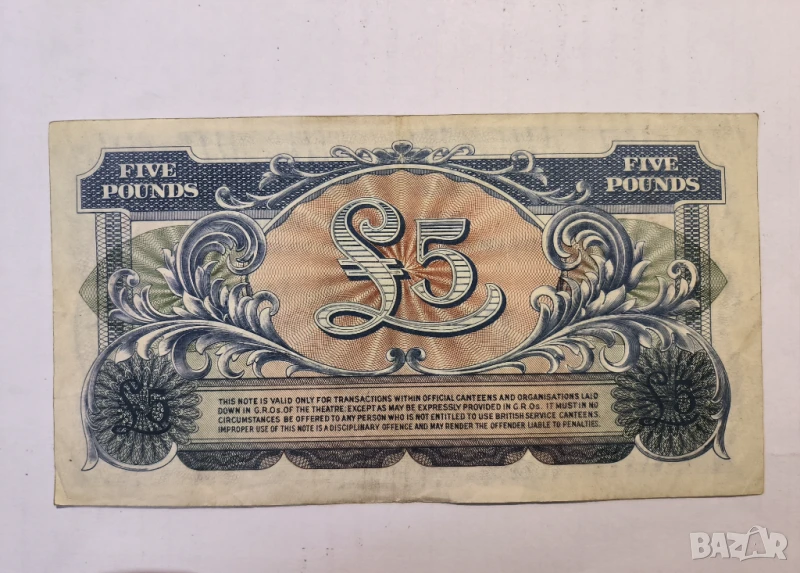 FIVE
POUNDS
FIVE
POUNDS
£5
£5
£5
THIS NOTE IS VALID ONLY FOR TRANSACTIONS WITHIN OFFICIAL CANTEENS AND ORGANISATIONS LAID
DOWN IN G.R.Os. OF THE THEATRE: EXCEPT AS MAY BE EXPRESSLY PROVIDED IN G.R.Os. IT MUST IN NO
CIRCUMSTANCES BE OFFERED TO ANY PERSON WHO IS NOT ENTITLED TO USE BRITISH SERVICE CANTEENS.
IMPROPER USE OF THIS NOTE IS A DISCIPLINARY OFFENCE AND MAY RENDER THE OFFENDER LIABLE TO PENALTIES.
BAZAR